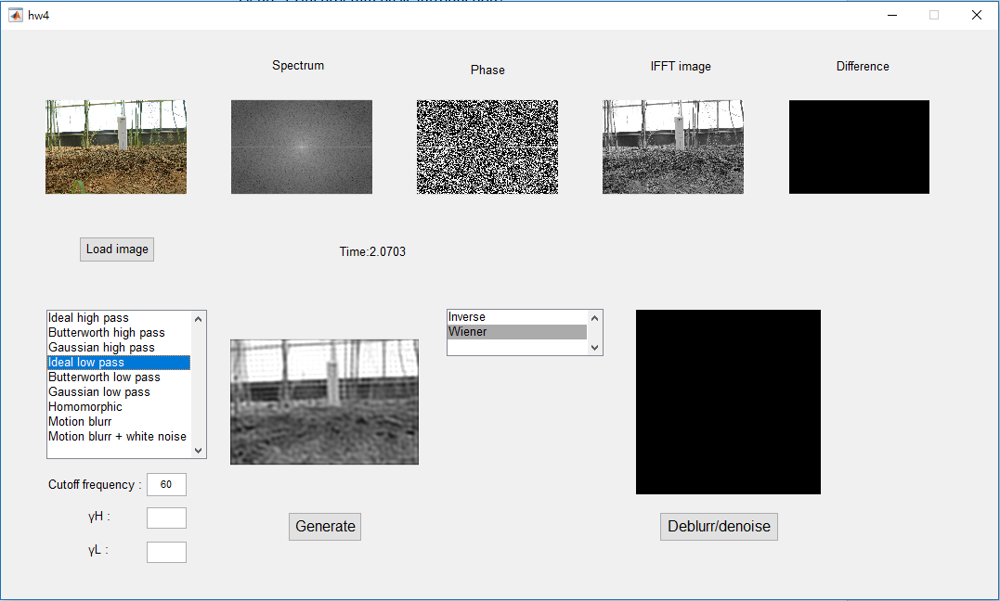 hw4
Spectrum
Phase
IFFT image
Difference
Load image
Time:2.0703
Ideal high pass
Butterworth high pass
Gaussian high pass
Ideal low pass
Butterworth low pass
Gaussian low pass
Homomorphic
Motion blurr
Motion blurr + white noise
Inverse
Wiener
Cutoff frequency :
60
γH :
γL :
Generate
Deblurr/denoise